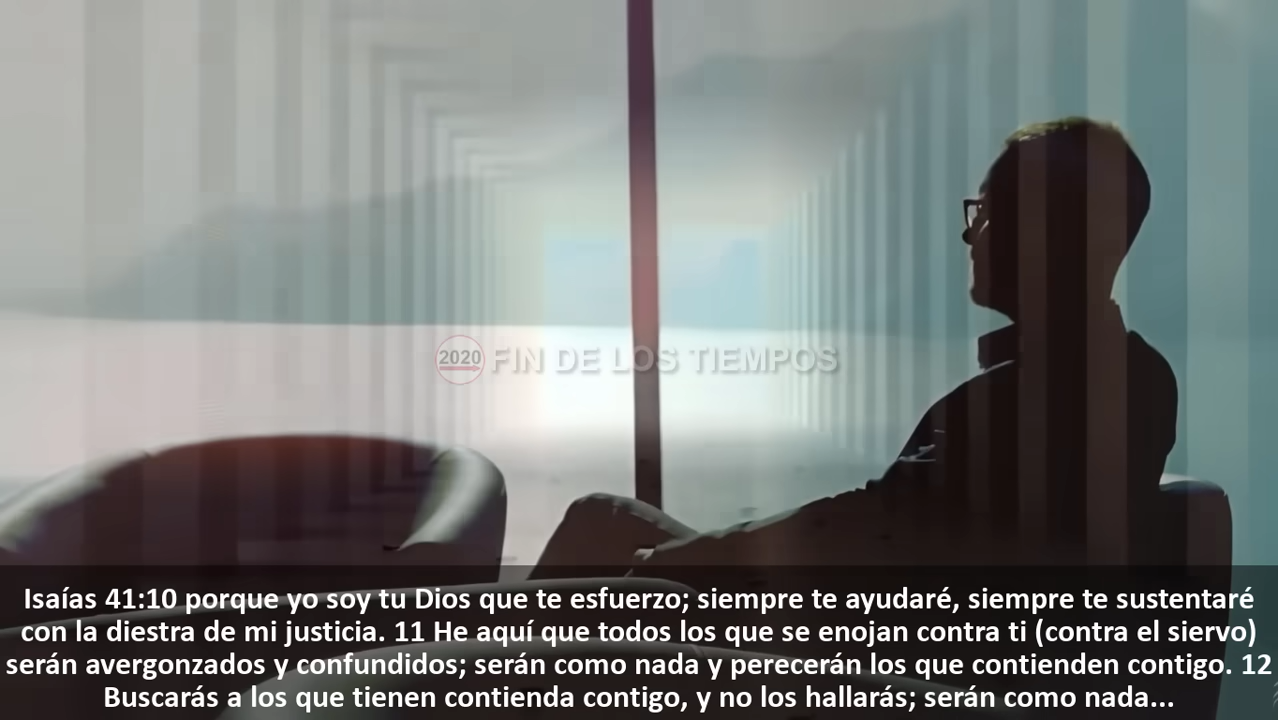 2020 FIN DE LOS TIEMPOS
Isaías 41:10 porque yo soy tu Dios que te esfuerzo; siempre te ayudaré, siempre te sustentaré
con la diestra de mi justicia. 11 He aquí que todos los que se enojan contra ti (contra el siervo)
serán avergonzados y confundidos; serán como nada y perecerán los que contienden contigo. 12
Buscarás a los que tienen contienda contigo, y no los hallarás; serán como nada...